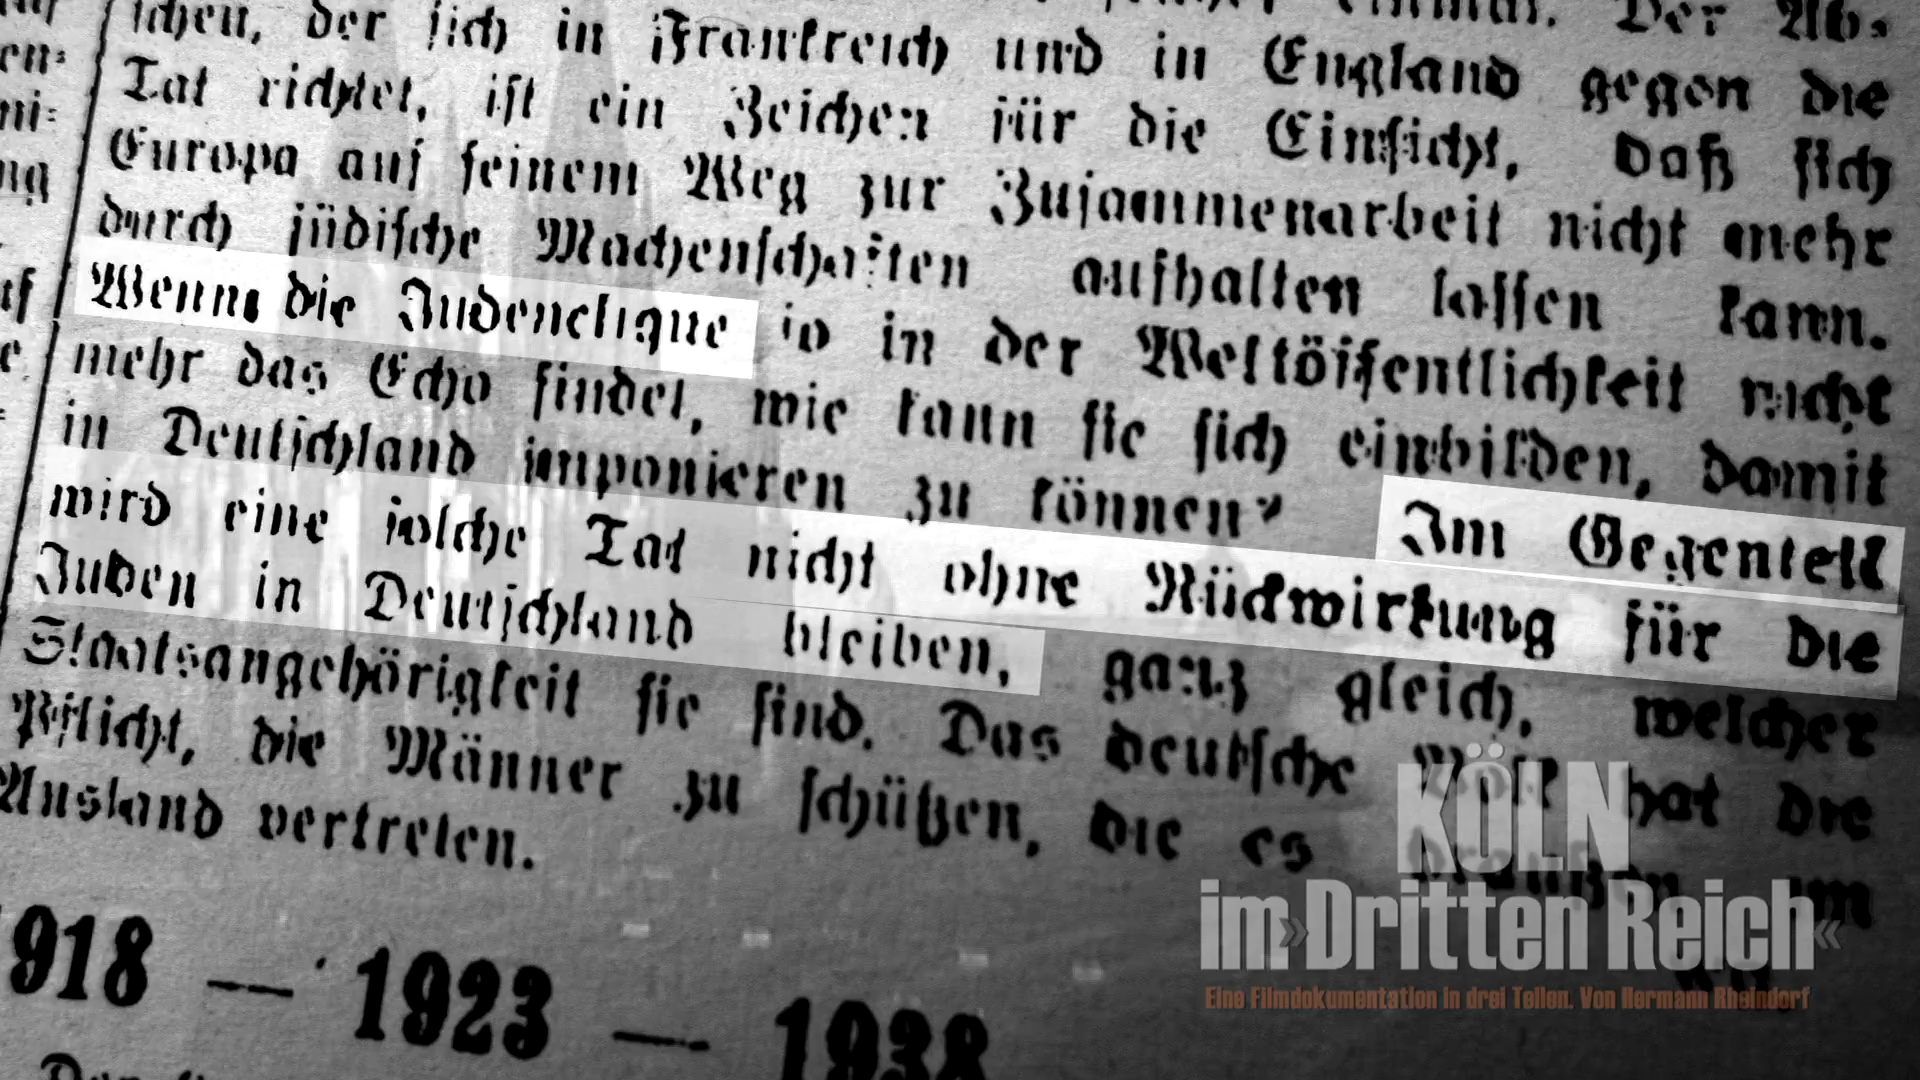 schen, der sich in Frankreich und in England gegen die
Tat richtet, ist ein Zeichen für die Einsicht, daß sich
Europa auf seinem Weg zur Zusammenarbeit nicht mehr
durch jüdische Machenschaften aufhalten lassen kann.
Wenn die Judenclique so in der Weltöffentlichkeit nicht
mehr das Echo findet, wie kann sie sich einbilden, damit
in Deutschland imponieren zu können? Im Gegenteil
wird eine solche Tat nicht ohne Rückwirkung für die
Juden in Deutschland bleiben, ganz gleich, welcher
Staatsangehörigkeit sie sind. Das deutsche Volk hat die
Pflicht, die Männer zu schützen, die es draußen im
Ausland vertreten.
918 — 1923 — 1938
KÖLN
im »Dritten Reich«
Eine Filmdokumentation in drei Teilen. Von Hermann Rheindorf